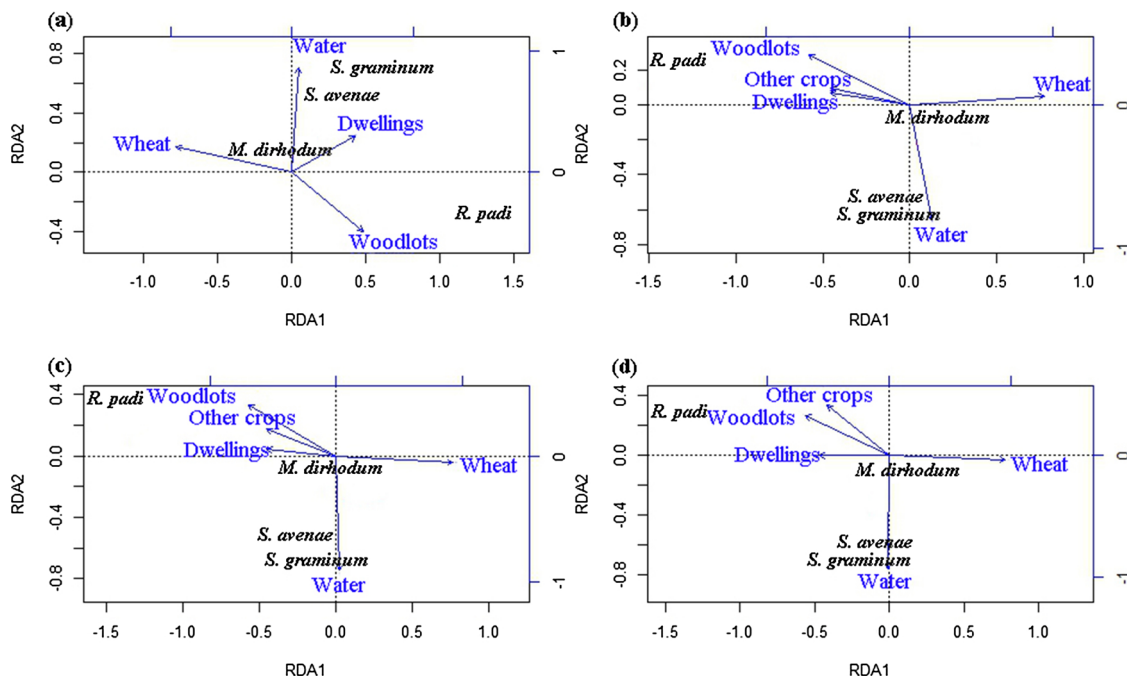 (a)
Water
S. graminum
S. avenae
Dwellings
Wheat
M. dirhodum
R. padi
Woodlots
RDA2
0.8
0.4
0.0
-0.4
1
0
-1.0 -0.5 0.0 0.5 1.0 1.5
RDA1
(b)
Woodlots
R. padi
Other crops
Wheat
Dwellings
M. dirhodum
S. avenae
S. graminum
Water
RDA2
0.2
0.0
-0.4
-0.8
0
-1
-1.5 -1.0 -0.5 0.0 0.5 1.0
RDA1
(c)
Woodlots
R. padi
Other crops
Dwellings
M. dirhodum
Wheat
S. avenae
S. graminum
Water
RDA2
0.4
0.0
-0.4
-0.8
0
-1
-1.5 -1.0 -0.5 0.0 0.5 1.0
RDA1
(d)
Other crops
R. padi
Woodlots
Dwellings
M. dirhodum
Wheat
S. avenae
S. graminum
Water
RDA2
0.4
0.0
-0.4
-0.8
0
-1
-1.5 -1.0 -0.5 0.0 0.5 1.0
RDA1